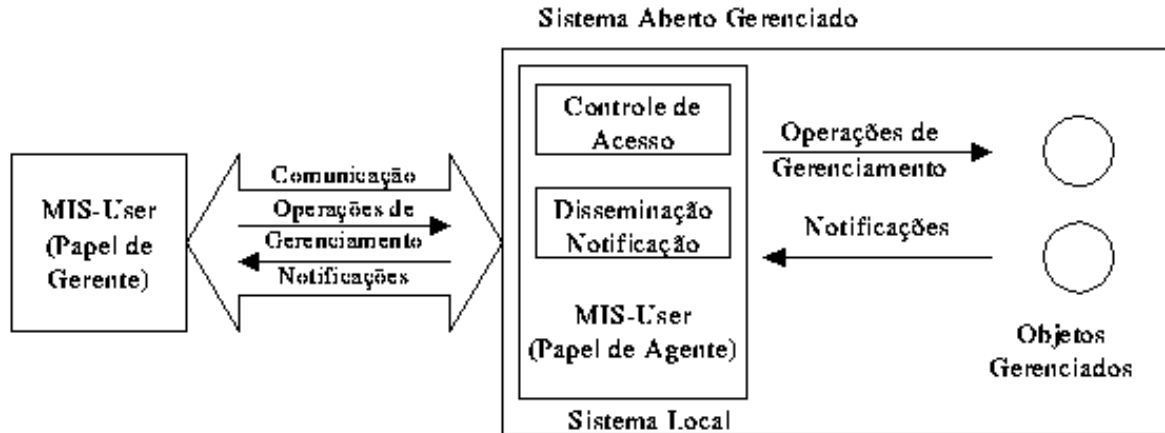 Sistema Aberto Gerenciado
MIS-User
(Papel de
Gerente)
Comunicação
Operações de
Gerenciamento
Notificações
Controle de
Acesso
Disseminação
Notificação
MIS-User
(Papel de Agente)
Sistema Local
Operações de
Gerenciamento
Notificações
Objetos
Gerenciados